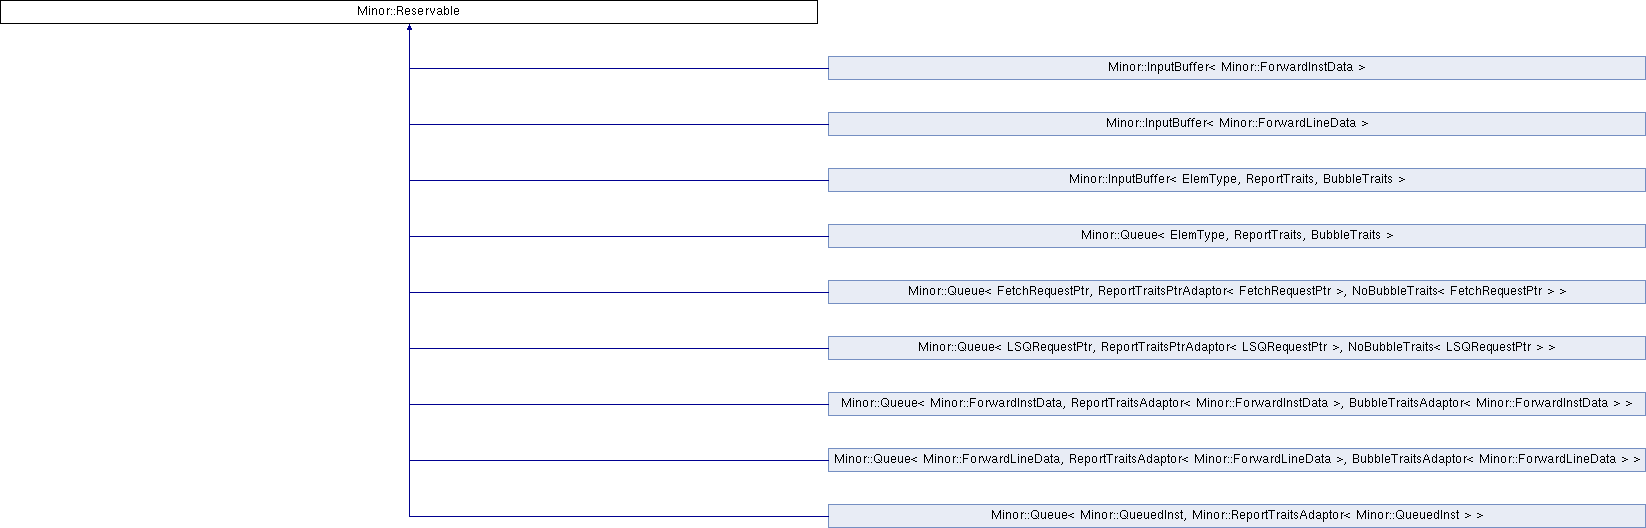 Minor::Reservable
Minor::InputBuffer< Minor::ForwardInstData >
Minor::InputBuffer< Minor::ForwardLineData >
Minor::InputBuffer< ElemType, ReportTraits, BubbleTraits >
Minor::Queue< ElemType, ReportTraits, BubbleTraits >
Minor::Queue< FetchRequestPtr, ReportTraitsPtrAdaptor< FetchRequestPtr >, NoBubbleTraits< FetchRequestPtr > >
Minor::Queue< LSQRequestPtr, ReportTraitsPtrAdaptor< LSQRequestPtr >, NoBubbleTraits< LSQRequestPtr > >
Minor::Queue< Minor::ForwardInstData, ReportTraitsAdaptor< Minor::ForwardInstData >, BubbleTraitsAdaptor< Minor::ForwardInstData > >
Minor::Queue< Minor::ForwardLineData, ReportTraitsAdaptor< Minor::ForwardLineData >, BubbleTraitsAdaptor< Minor::ForwardLineData > >
Minor::Queue< Minor::QueuedInst, Minor::ReportTraitsAdaptor< Minor::QueuedInst > >